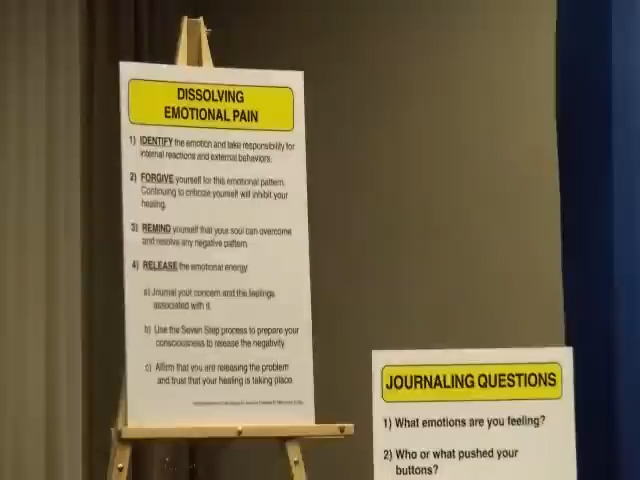 DISSOLVING
EMOTIONAL PAIN
1) IDENTIFY the emotion and take responsibility for
internal reactions and external behaviors.
2) FORGIVE yourself for this emotional pattern.
Continuing to criticize yourself will inhibit your
healing.
3) REMIND yourself that your soul can overcome
and resolve any negative pattern.
4) RELEASE the emotional energy
a) Journal your concern and the feelings
associated with it.
b) Use the Seven Step process to prepare your
consciousness to release the negativity.
c) Affirm that you are releasing the problem
and trust that your healing is taking place.
JOURNALING QUESTIONS
1) What emotions are you feeling?
2) Who or what pushed your
buttons?